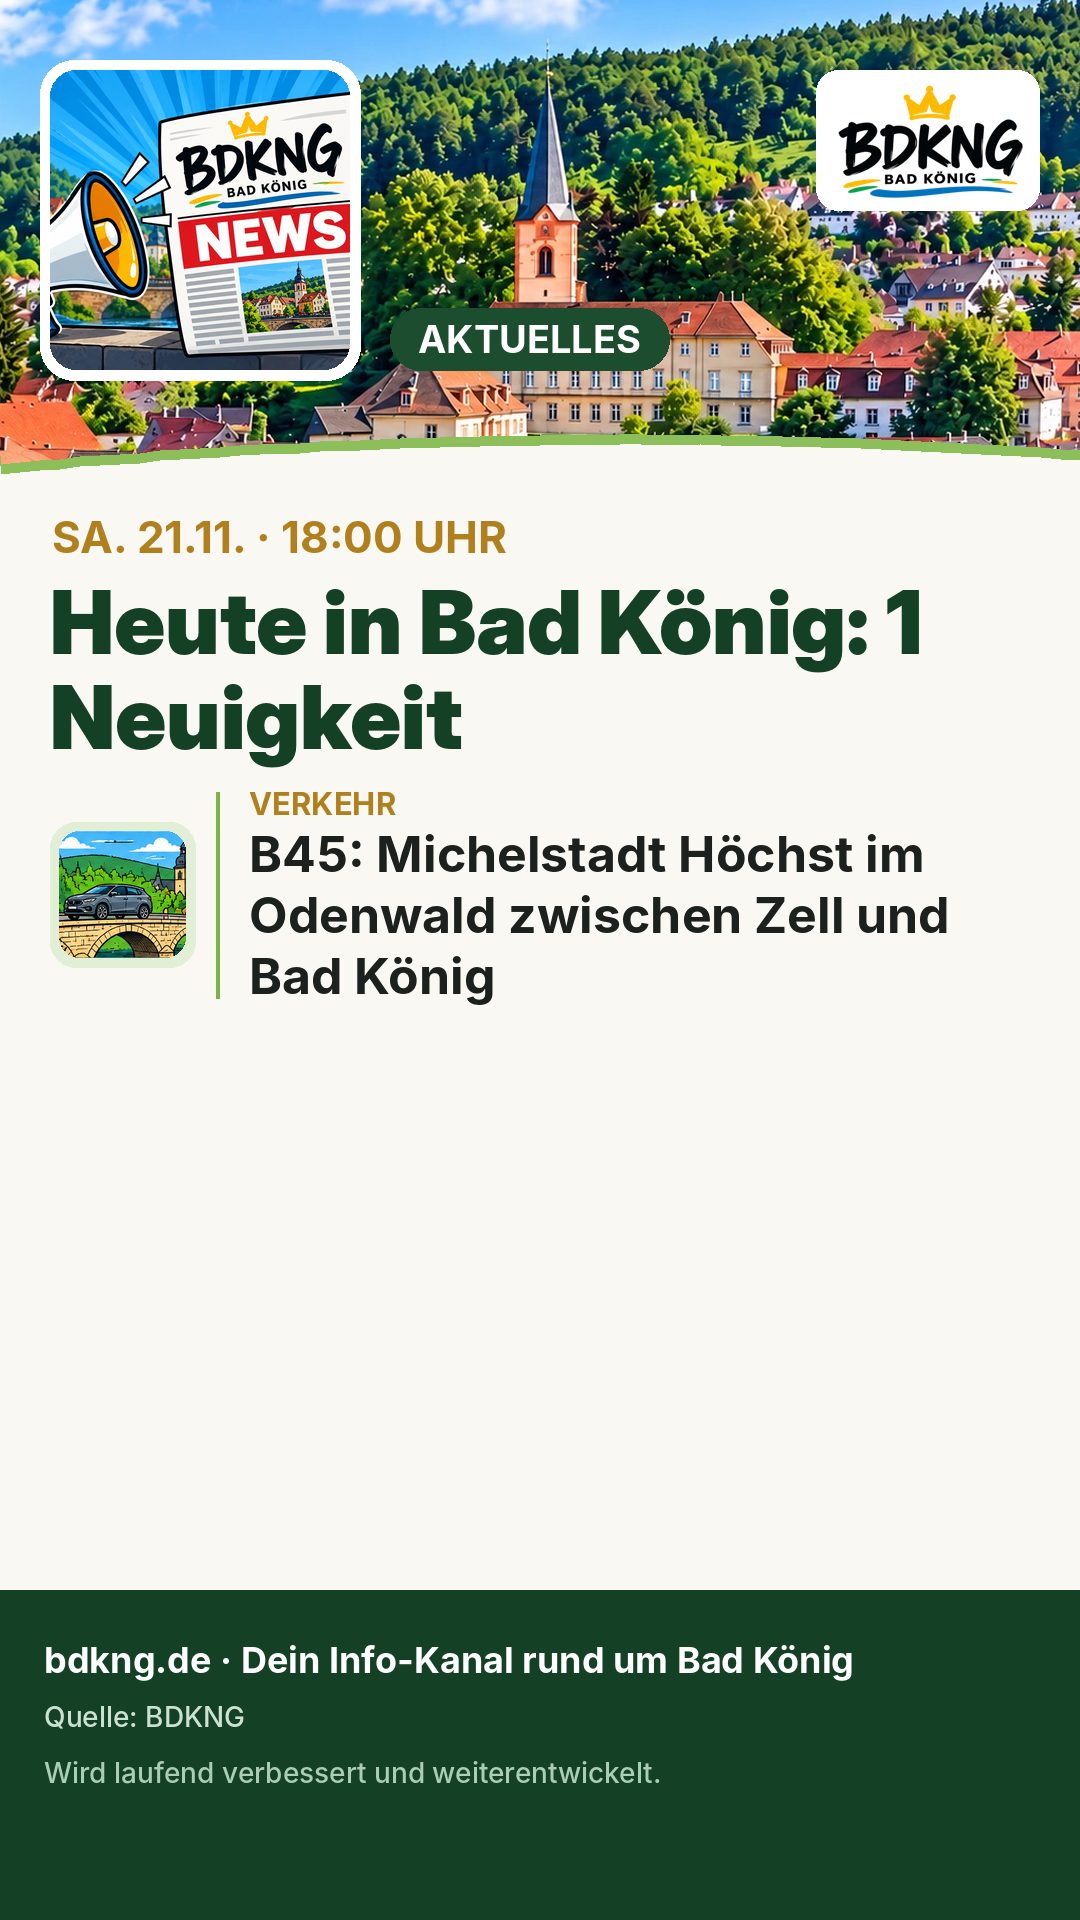 BDKNG
BAD KÖNIG
NEWS
BDKNG
BAD KÖNIG
AKTUELLES
SA. 21.11. · 18:00 UHR
Heute in Bad König: 1
Neuigkeit
VERKEHR
B45: Michelstadt Höchst im
Odenwald zwischen Zell und
Bad König
bdkng.de · Dein Info-Kanal rund um Bad König
Quelle: BDKNG
Wird laufend verbessert und weiterentwickelt.